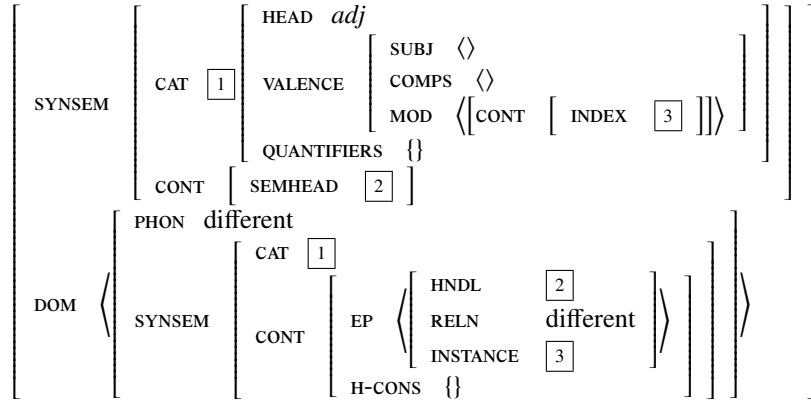 HEAD adj
SUBJ ⟨⟩
CAT 1 VALENCE COMPS ⟨⟩
SYNSEM MOD ⟨[CONT [ INDEX 3 ]]⟩
QUANTIFIERS {}
CONT [ SEMHEAD 2 ]
PHON different
CAT 1
HNDL 2
DOM SYNSEM CONT EP RELN different
INSTANCE 3
H-CONS {}